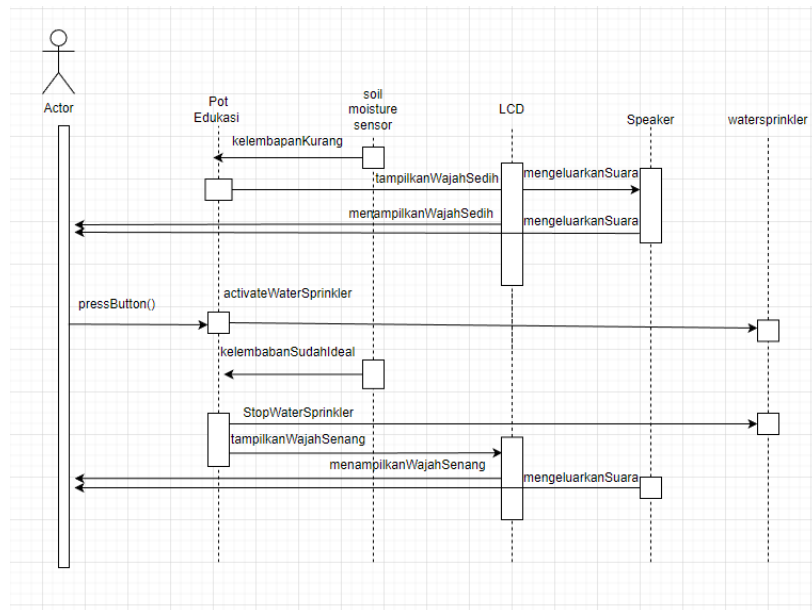 Actor
Pot
Edukasi
soil
moisture
sensor
LCD
Speaker
watersprinkler
kelembapanKurang
tampilkanWajahSedih
mengeluarkanSuara
menampilkanWajahSedih
mengeluarkanSuara
activateWaterSprinkler
pressButton()
kelembabanSudahIdeal
StopWaterSprinkler
tampilkanWajahSenang
menampilkanWajahSenang
mengeluarkanSuara